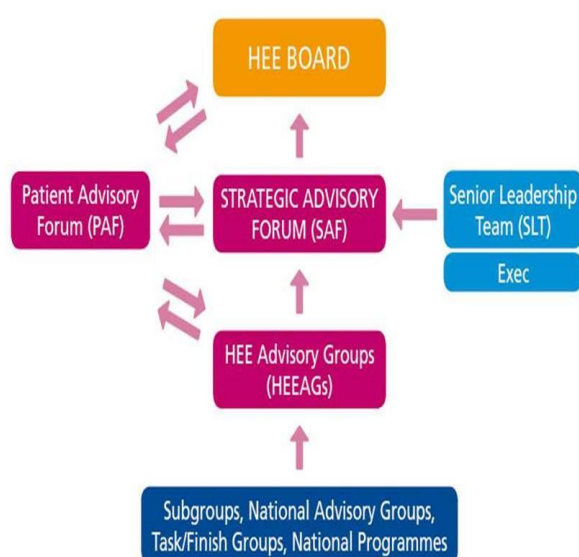 HEE BOARD
Patient Advisory
Forum (PAF)
STRATEGIC ADVISORY
FORUM (SAF)
Senior Leadership
Team (SLT)
Exec
HEE Advisory Groups
(HEEAGs)
Subgroups, National Advisory Groups,
Task/Finish Groups, National Programmes